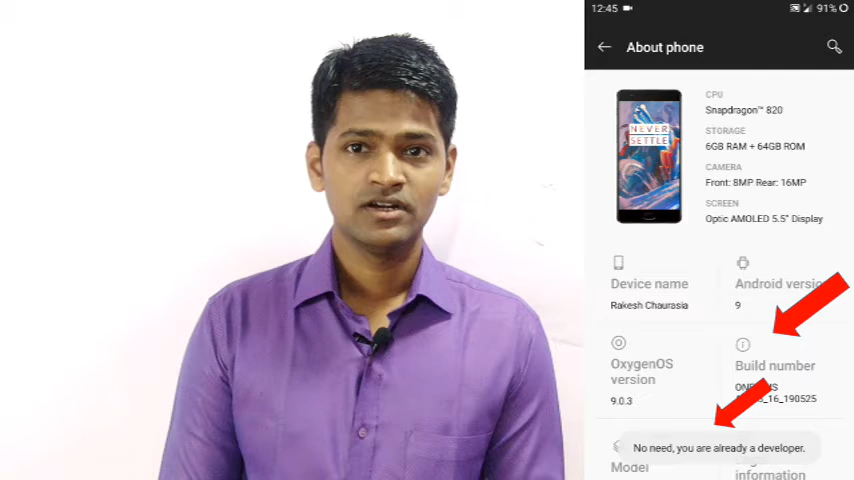 12:45
91%
About phone
CPU
Snapdragon™ 820
STORAGE
6GB RAM + 64GB ROM
CAMERA
Front: 8MP Rear: 16MP
SCREEN
Optic AMOLED 5.5" Display
NEVER
SETTLE
Device name
Rakesh Chaurasia
Android
9
OxygenOS
version
9.0.3
Build number
_16_190525
No need, you are already a developer.
Model
information